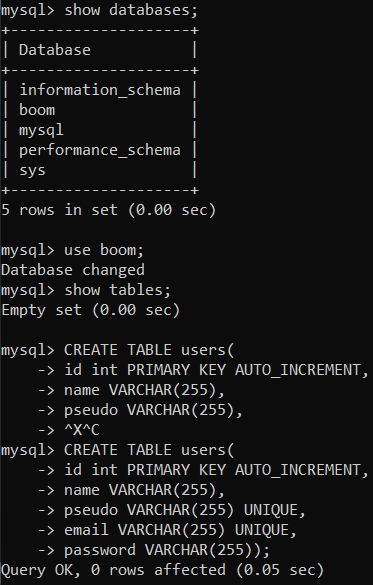 mysql> show databases;
+--------------------+
| Database           |
+--------------------+
| information_schema |
| boom               |
| mysql              |
| performance_schema |
| sys                |
+--------------------+
5 rows in set (0.00 sec)

mysql> use boom;
Database changed
mysql> show tables;
Empty set (0.00 sec)

mysql> CREATE TABLE users(
    -> id int PRIMARY KEY AUTO_INCREMENT,
    -> name VARCHAR(255),
    -> pseudo VARCHAR(255),
    -> ^X^C
mysql> CREATE TABLE users(
    -> id int PRIMARY KEY AUTO_INCREMENT,
    -> name VARCHAR(255),
    -> pseudo VARCHAR(255) UNIQUE,
    -> email VARCHAR(255) UNIQUE,
    -> password VARCHAR(255));
Query OK, 0 rows affected (0.05 sec)